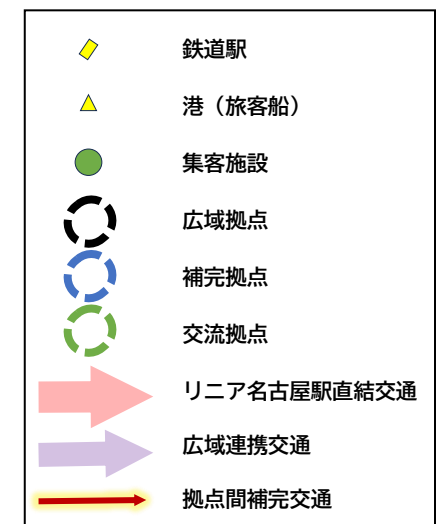 鉄道駅
港（旅客船）
集客施設
広域拠点
補完拠点
交流拠点
リニア名古屋駅直結交通
広域連携交通
拠点間補完交通